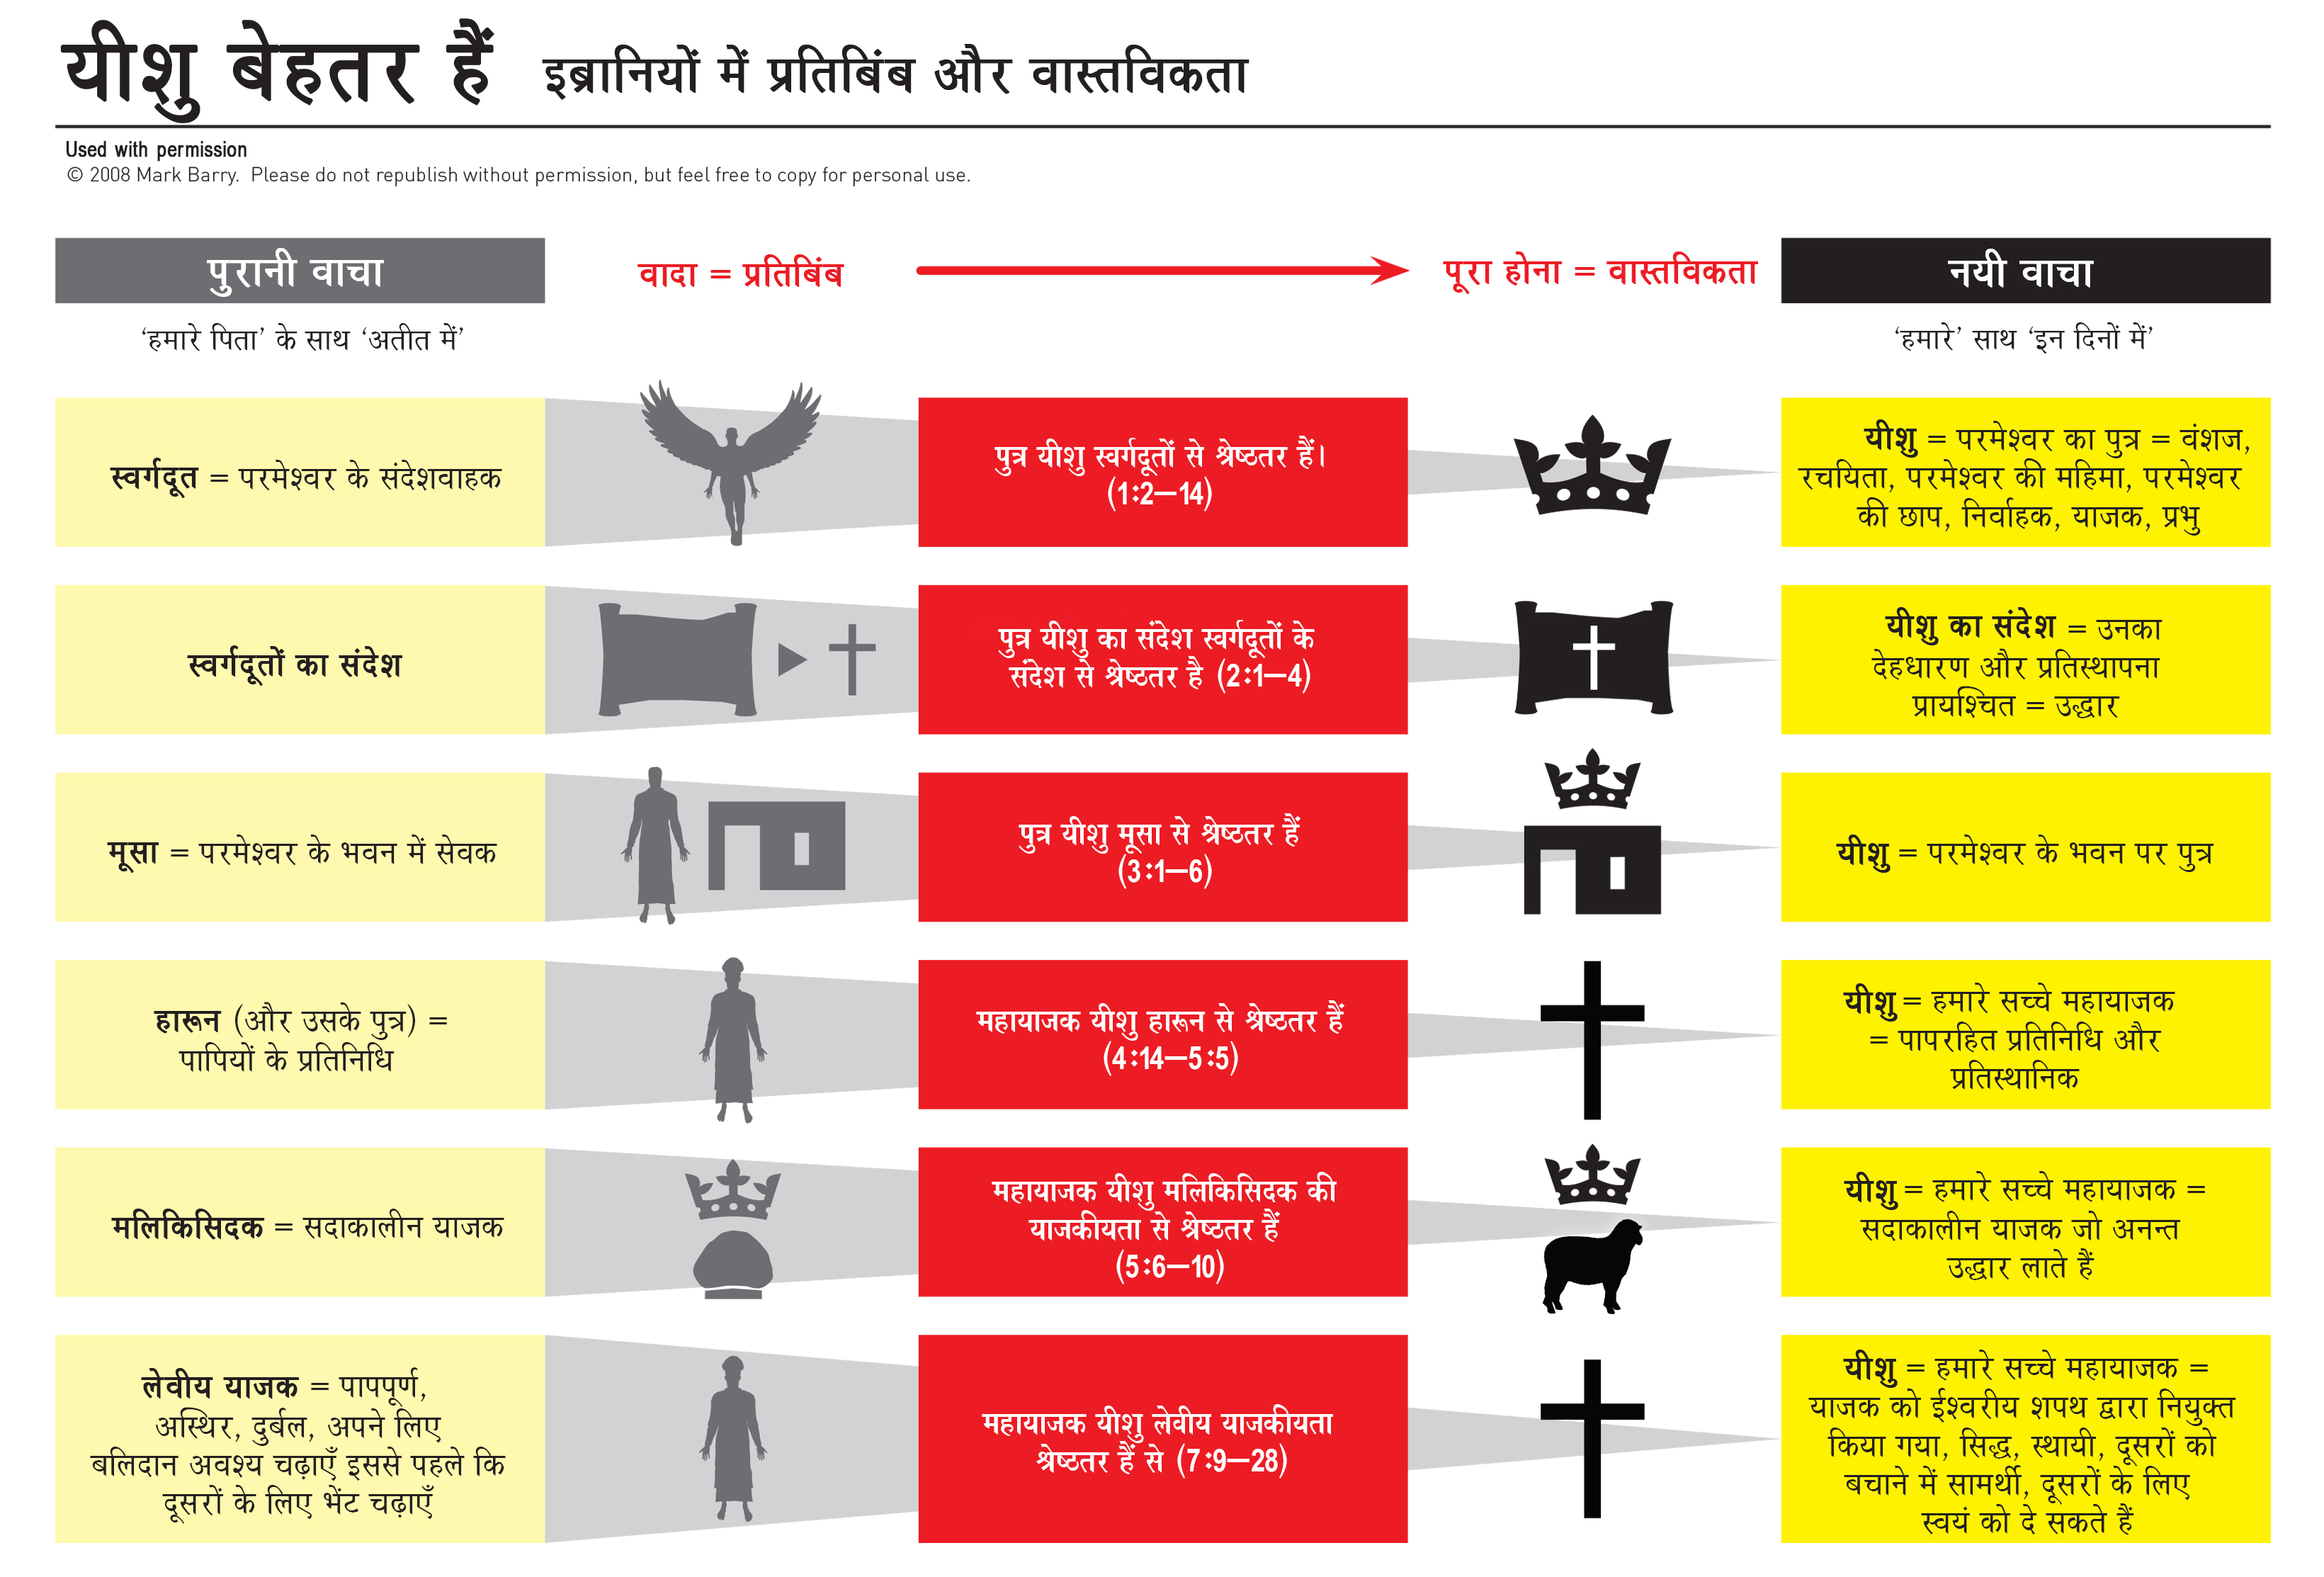 यीशु बेहतर हैं इब्रानियों में प्रतिबिंब और वास्तविकता
Used with permission
© 2008 Mark Barry. Please do not republish without permission, but feel free to copy for personal use.
पुरानी वाचा
वादा = प्रतिबिंब
पूरा होना = वास्तविकता
नयी वाचा
‘हमारे पिता’ के साथ ‘अतीत में’
‘हमारे’ साथ ‘इन दिनों में’
स्वर्गदूत = परमेश्वर के संदेशवाहक
पुत्र यीशु स्वर्गदूतों से श्रेष्ठतर हैं।
(1:2–14)
यीशु = परमेश्वर का पुत्र = वंशज,
रचयिता, परमेश्वर की महिमा, परमेश्वर
की छाप, निर्वाहक, याजक, प्रभु
स्वर्गदूतों का संदेश
पुत्र यीशु का संदेश स्वर्गदूतों के
संदेश से श्रेष्ठतर है (2:1–4)
यीशु का संदेश = उनका
देहधारण और प्रतिस्थापना
प्रायश्चित = उद्धार
मूसा = परमेश्वर के भवन में सेवक
पुत्र यीशु मूसा से श्रेष्ठतर हैं
(3:1–6)
यीशु = परमेश्वर के भवन पर पुत्र
हारून (और उसके पुत्र) =
पापियों के प्रतिनिधि
महायाजक यीशु हारून से श्रेष्ठतर हैं
(4:14–5:5)
यीशु = हमारे सच्चे महायाजक
= पापरहित प्रतिनिधि और
प्रतिस्थानिक
मलिकिसिदक = सदाकालीन याजक
महायाजक यीशु मलिकिसिदक की
याजकीयता से श्रेष्ठतर हैं
(5:6–10)
यीशु = हमारे सच्चे महायाजक =
सदाकालीन याजक जो अनन्त
उद्धार लाते हैं
लेवीय याजक = पापपूर्ण,
अस्थिर, दुर्बल, अपने लिए
बलिदान अवश्य चढ़ाएँ इससे पहले कि
दूसरों के लिए भेंट चढ़ाएँ
महायाजक यीशु लेवीय याजकीयता
श्रेष्ठतर हैं से (7:9–28)
यीशु = हमारे सच्चे महायाजक =
याजक को ईश्वरीय शपथ द्वारा नियुक्त
किया गया, सिद्ध, स्थायी, दूसरों को
बचाने में सामर्थी, दूसरों के लिए
स्वयं को दे सकते हैं